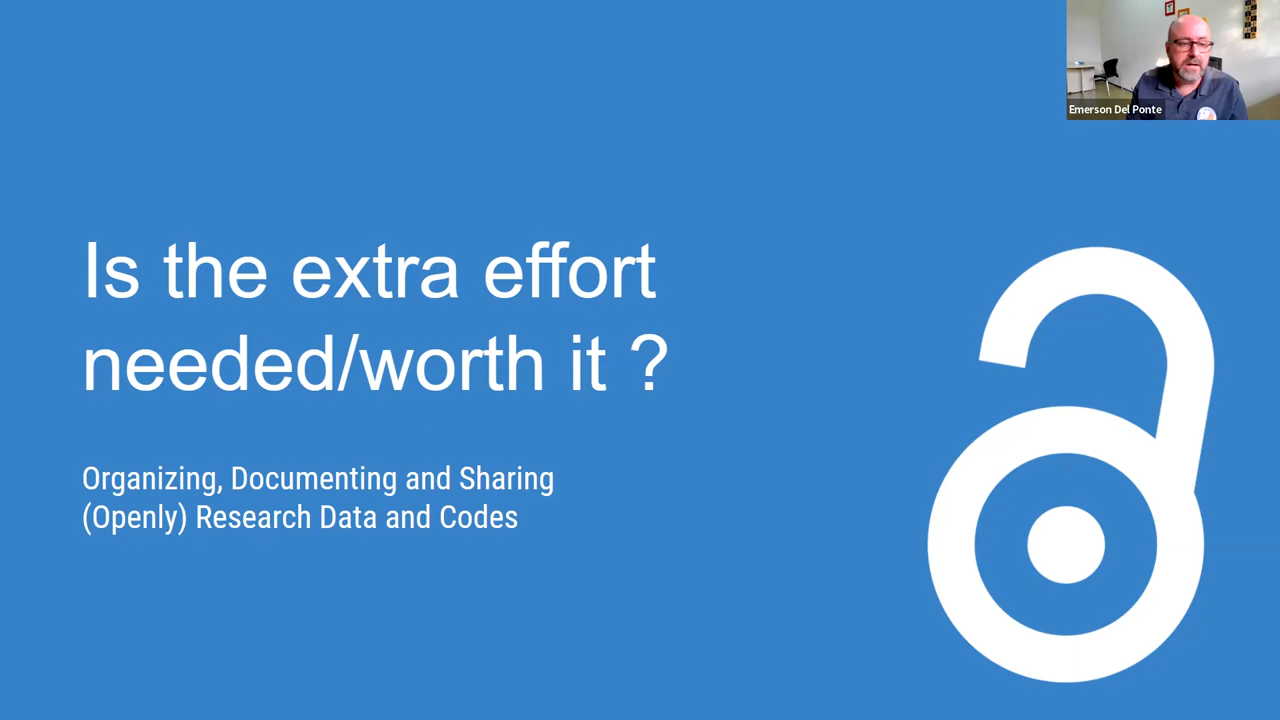 Emerson Del Ponte
Is the extra effort
needed/worth it ?
Organizing, Documenting and Sharing
(Openly) Research Data and Codes